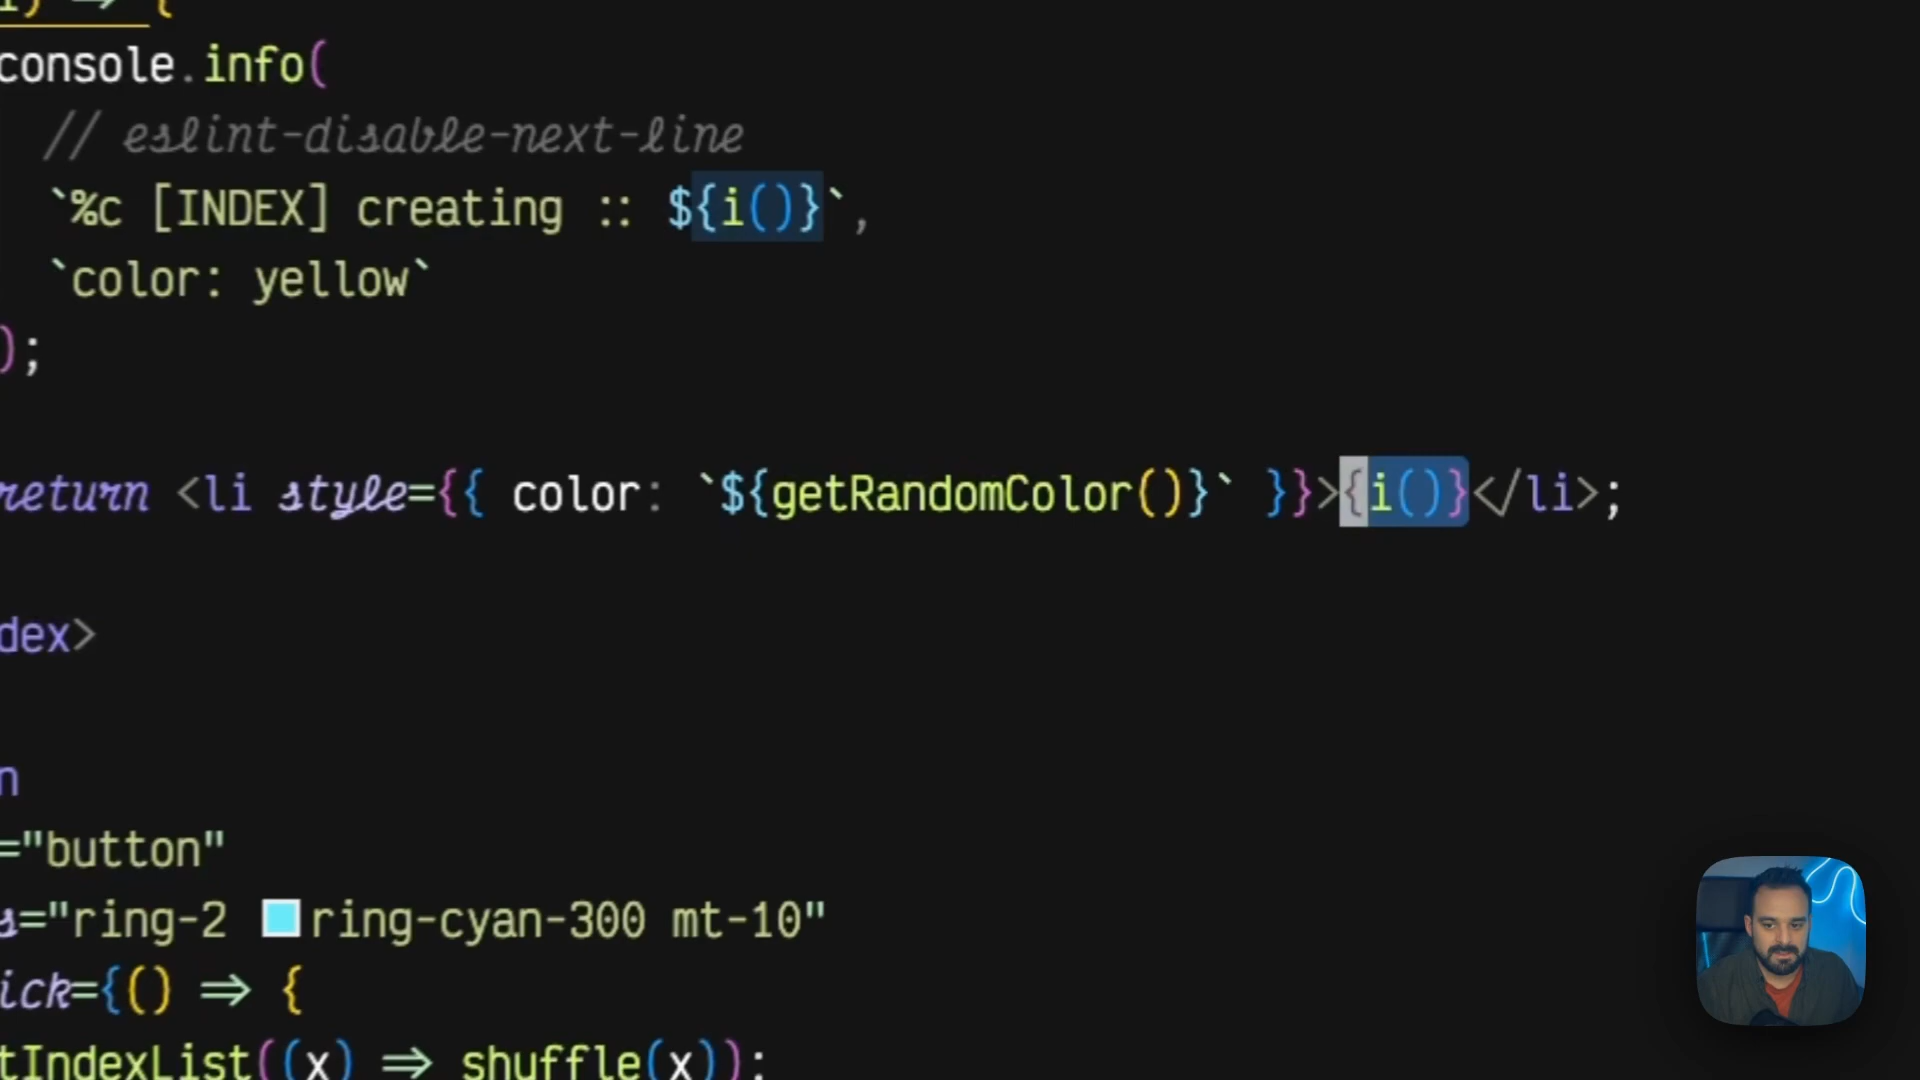 i) => {
console.info(
// eslint-disable-next-line
`%c [INDEX] creating :: ${i()}`,
`color: yellow`
);
return <li style={{ color: `${getRandomColor()}` }}>{i()}</li>;
dex>
n
="button"
s="ring-2 ring-cyan-300 mt-10"
ick={() => {
tIndexList((x) => shuffle(x));